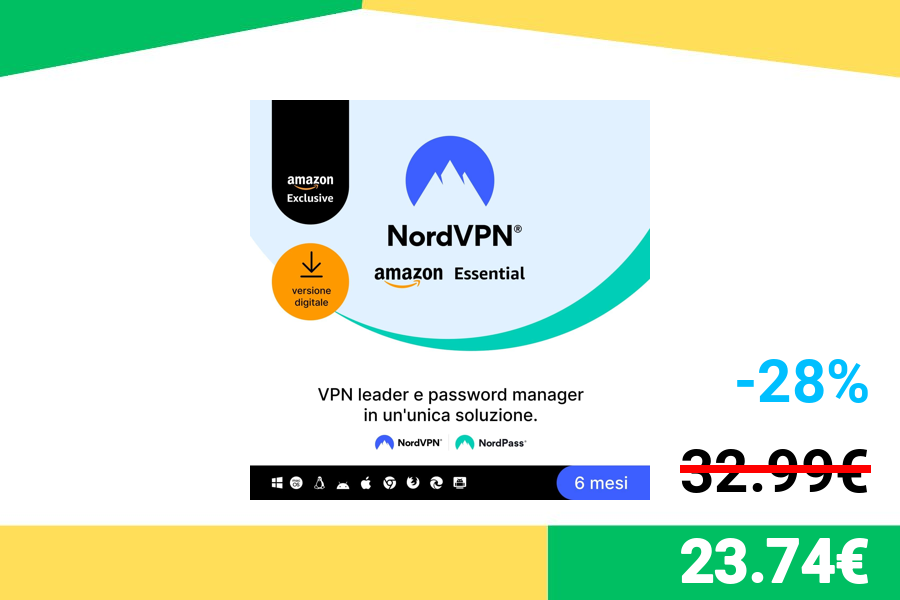 amazon
Exclusive
NordVPN®
amazon Essential
versione
digitale
VPN leader e password manager
in un'unica soluzione.
NordVPN® NordPass®
6 mesi
-28%
32.99€
23.74€